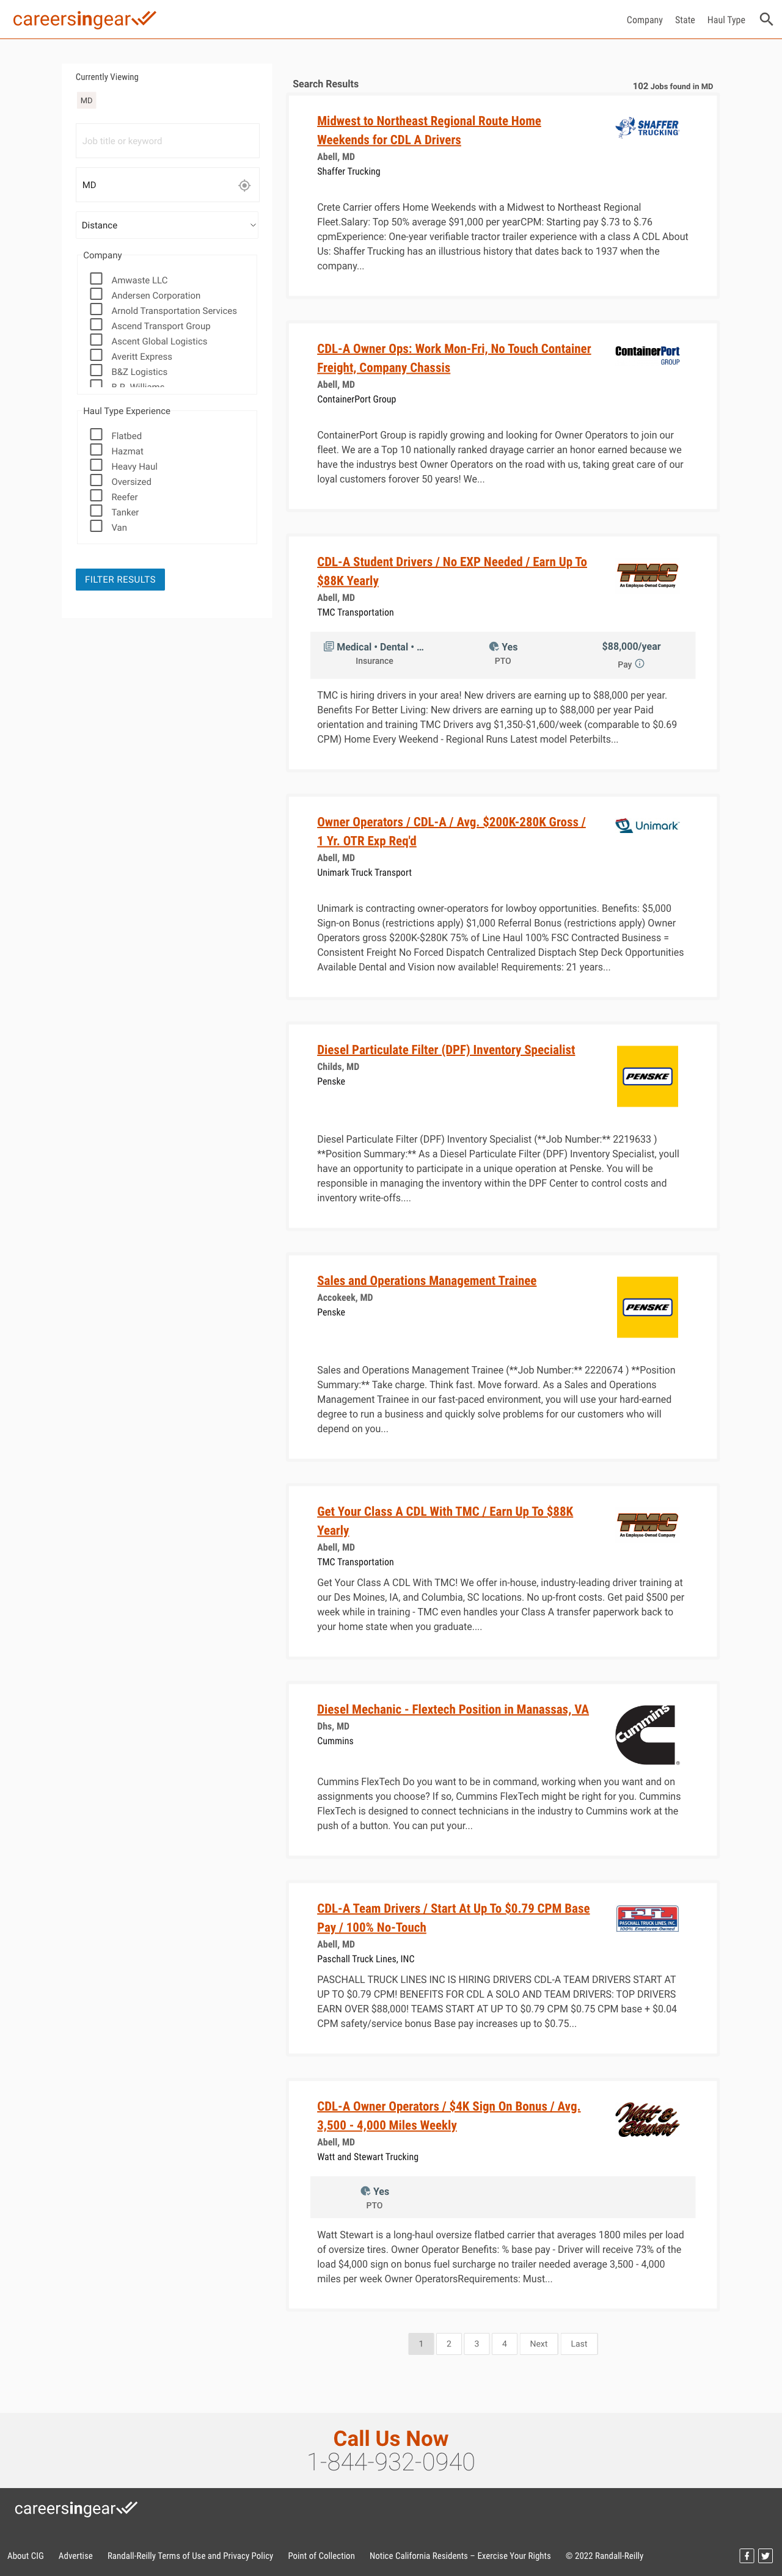 careersingear
Company State Haul Type
Currently Viewing
MD
Job title or keyword
MD
Distance
Company
Amwaste LLC
Andersen Corporation
Arnold Transportation Services
Ascend Transport Group
Ascent Global Logistics
Averitt Express
B&Z Logistics
B.R. Williams
Haul Type Experience
Flatbed
Hazmat
Heavy Haul
Oversized
Reefer
Tanker
Van
FILTER RESULTS
Search Results
102 Jobs found in MD
Midwest to Northeast Regional Route Home
Weekends for CDL A Drivers
Abell, MD
Shaffer Trucking
SHAFFER
TRUCKING
Crete Carrier offers Home Weekends with a Midwest to Northeast Regional
Fleet.Salary: Top 50% average $91,000 per yearCPM: Starting pay $.73 to $.76
cpmExperience: One-year verifiable tractor trailer experience with a class A CDL About
Us: Shaffer Trucking has an illustrious history that dates back to 1937 when the
company...
CDL-A Owner Ops: Work Mon-Fri, No Touch Container
Freight, Company Chassis
Abell, MD
ContainerPort Group
ContainerPort
GROUP
ContainerPort Group is rapidly growing and looking for Owner Operators to join our
fleet. We are a Top 10 nationally ranked drayage carrier an honor earned because we
have the industrys best Owner Operators on the road with us, taking great care of our
loyal customers forover 50 years! We...
CDL-A Student Drivers / No EXP Needed / Earn Up To
$88K Yearly
Abell, MD
TMC Transportation
TMC
An Employee-Owned Company
Medical • Dental • ...
Insurance
Yes
PTO
$88,000/year
Pay
TMC is hiring drivers in your area! New drivers are earning up to $88,000 per year.
Benefits For Better Living: New drivers are earning up to $88,000 per year Paid
orientation and training TMC Drivers avg $1,350-$1,600/week (comparable to $0.69
CPM) Home Every Weekend - Regional Runs Latest model Peterbilts...
Owner Operators / CDL-A / Avg. $200K-280K Gross /
1 Yr. OTR Exp Req'd
Abell, MD
Unimark Truck Transport
Unimark
Unimark is contracting owner-operators for lowboy opportunities. Benefits: $5,000
Sign-on Bonus (restrictions apply) $1,000 Referral Bonus (restrictions apply) Owner
Operators gross $200K-$280K 75% of Line Haul 100% FSC Contracted Business =
Consistent Freight No Forced Dispatch Centralized Disptach Step Deck Opportunities
Available Dental and Vision now available! Requirements: 21 years...
Diesel Particulate Filter (DPF) Inventory Specialist
Childs, MD
Penske
PENSKE
Diesel Particulate Filter (DPF) Inventory Specialist (**Job Number:** 2219633 )
**Position Summary:** As a Diesel Particulate Filter (DPF) Inventory Specialist, youll
have an opportunity to participate in a unique operation at Penske. You will be
responsible in managing the inventory within the DPF Center to control costs and
inventory write-offs....
Sales and Operations Management Trainee
Accokeek, MD
Penske
PENSKE
Sales and Operations Management Trainee (**Job Number:** 2220674 ) **Position
Summary:** Take charge. Think fast. Move forward. As a Sales and Operations
Management Trainee in our fast-paced environment, you will use your hard-earned
degree to run a business and quickly solve problems for our customers who will
depend on you...
Get Your Class A CDL With TMC / Earn Up To $88K
Yearly
Abell, MD
TMC Transportation
TMC
An Employee-Owned Company
Get Your Class A CDL With TMC! We offer in-house, industry-leading driver training at
our Des Moines, IA, and Columbia, SC locations. No up-front costs. Get paid $500 per
week while in training - TMC even handles your Class A transfer paperwork back to
your home state when you graduate....
Diesel Mechanic - Flextech Position in Manassas, VA
Dhs, MD
Cummins
Cummins
Cummins FlexTech Do you want to be in command, working when you want and on
assignments you choose? If so, Cummins FlexTech might be right for you. Cummins
FlexTech is designed to connect technicians in the industry to Cummins work at the
push of a button. You can put your...
CDL-A Team Drivers / Start At Up To $0.79 CPM Base
Pay / 100% No-Touch
Abell, MD
Paschall Truck Lines, INC
PTL
PASCHALL TRUCK LINES, INC.
100% Employee-Owned!
PASCHALL TRUCK LINES INC IS HIRING DRIVERS CDL-A TEAM DRIVERS START AT
UP TO $0.79 CPM! BENEFITS FOR CDL A SOLO AND TEAM DRIVERS: TOP DRIVERS
EARN OVER $88,000! TEAMS START AT UP TO $0.79 CPM $0.75 CPM base + $0.04
CPM safety/service bonus Base pay increases up to $0.75...
CDL-A Owner Operators / $4K Sign On Bonus / Avg.
3,500 - 4,000 Miles Weekly
Abell, MD
Watt and Stewart Trucking
Watt &
Stewart
Yes
PTO
Watt Stewart is a long-haul oversize flatbed carrier that averages 1800 miles per load
of oversize tires. Owner Operator Benefits: % base pay - Driver will receive 73% of the
load $4,000 sign on bonus fuel surcharge no trailer needed average 3,500 - 4,000
miles per week Owner OperatorsRequirements: Must...
1 2 3 4 Next Last
Call Us Now
1-844-932-0940
careersingear
About CIG Advertise Randall-Reilly Terms of Use and Privacy Policy Point of Collection Notice California Residents – Exercise Your Rights © 2022 Randall-Reilly